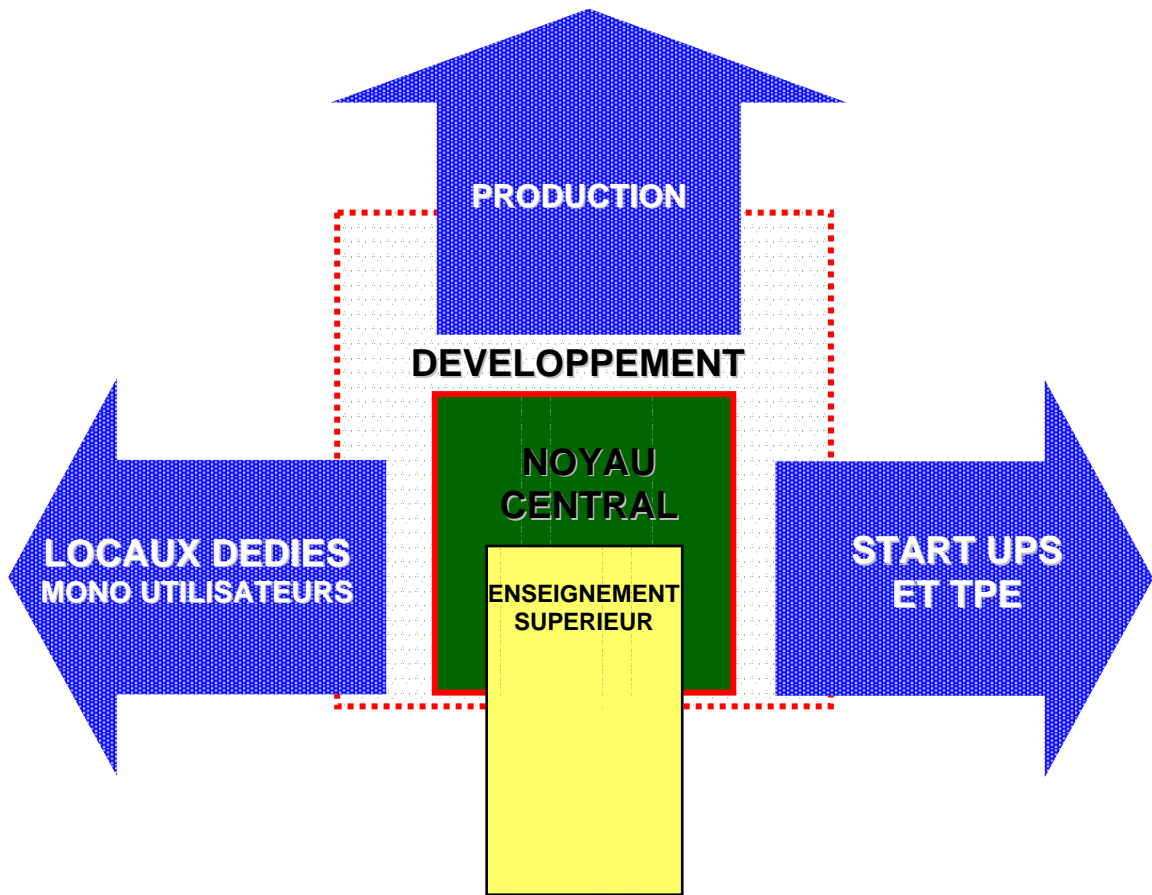 PRODUCTION
DEVELOPPEMENT
NOYAU
CENTRAL
LOCAUX DEDIES
MONO UTILISATEURS
START UPS
ET TPE
ENSEIGNEMENT
SUPERIEUR